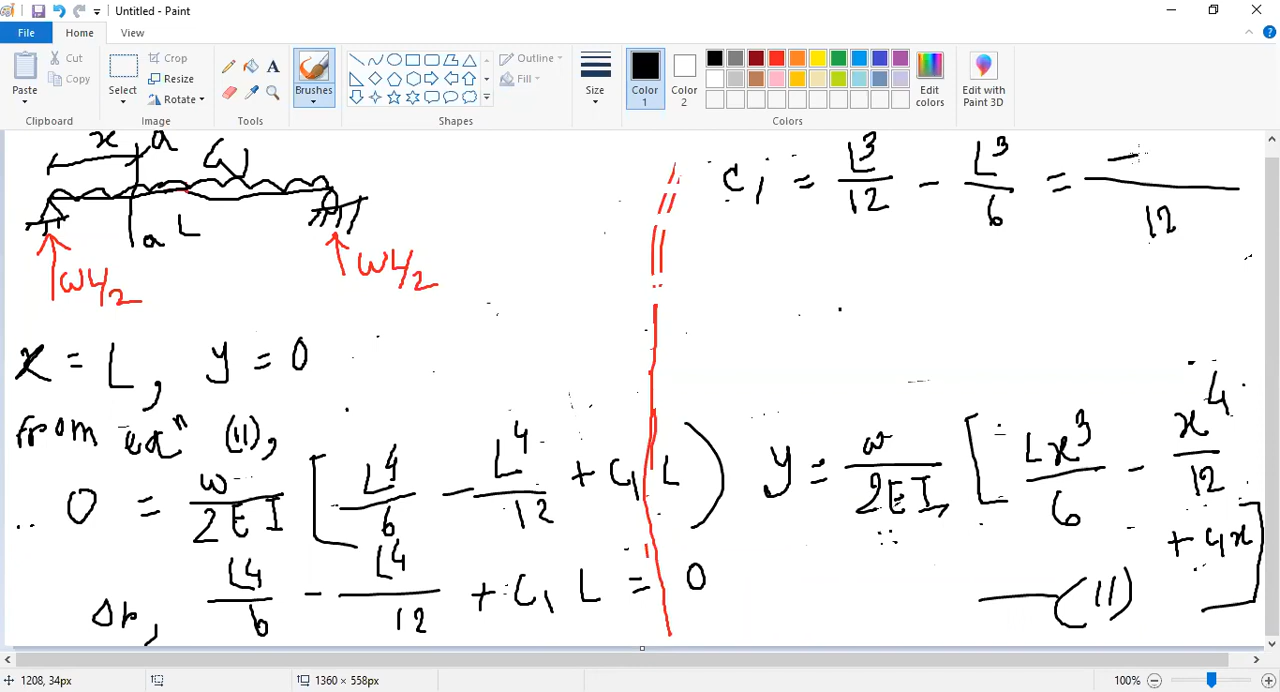 Untitled - Paint
File Home View
Paste Cut Copy
Clipboard
Select Resize Rotate
Image
A
Tools
Brushes
Outline Fill
Shapes
Size
Color 1
Color 2
Edit colors
Colors
Edit with Paint 3D
x a
ω
a L
ωL/2 ωL/2
x = L, y = 0
from eqⁿ (11),
0 = w/2EI [ L⁴/6 - L⁴/12 + C₁ L )
Or, L⁴/6 - L⁴/12 + C₁ L = 0
C₁ = L³/12 - L³/6 = —/12
y = w/2EI [ Lx³/6 - x⁴/12
+ C₁x ]
—(11)
1208, 34px
1360 × 558px
100%